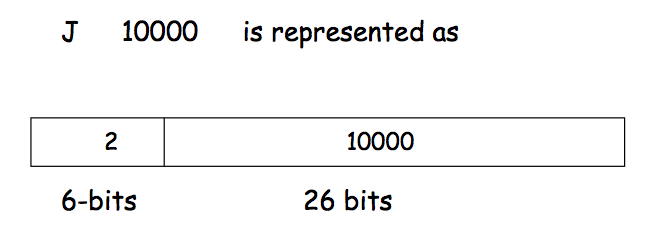 J 10000 is represented as
2 10000
6-bits 26 bits